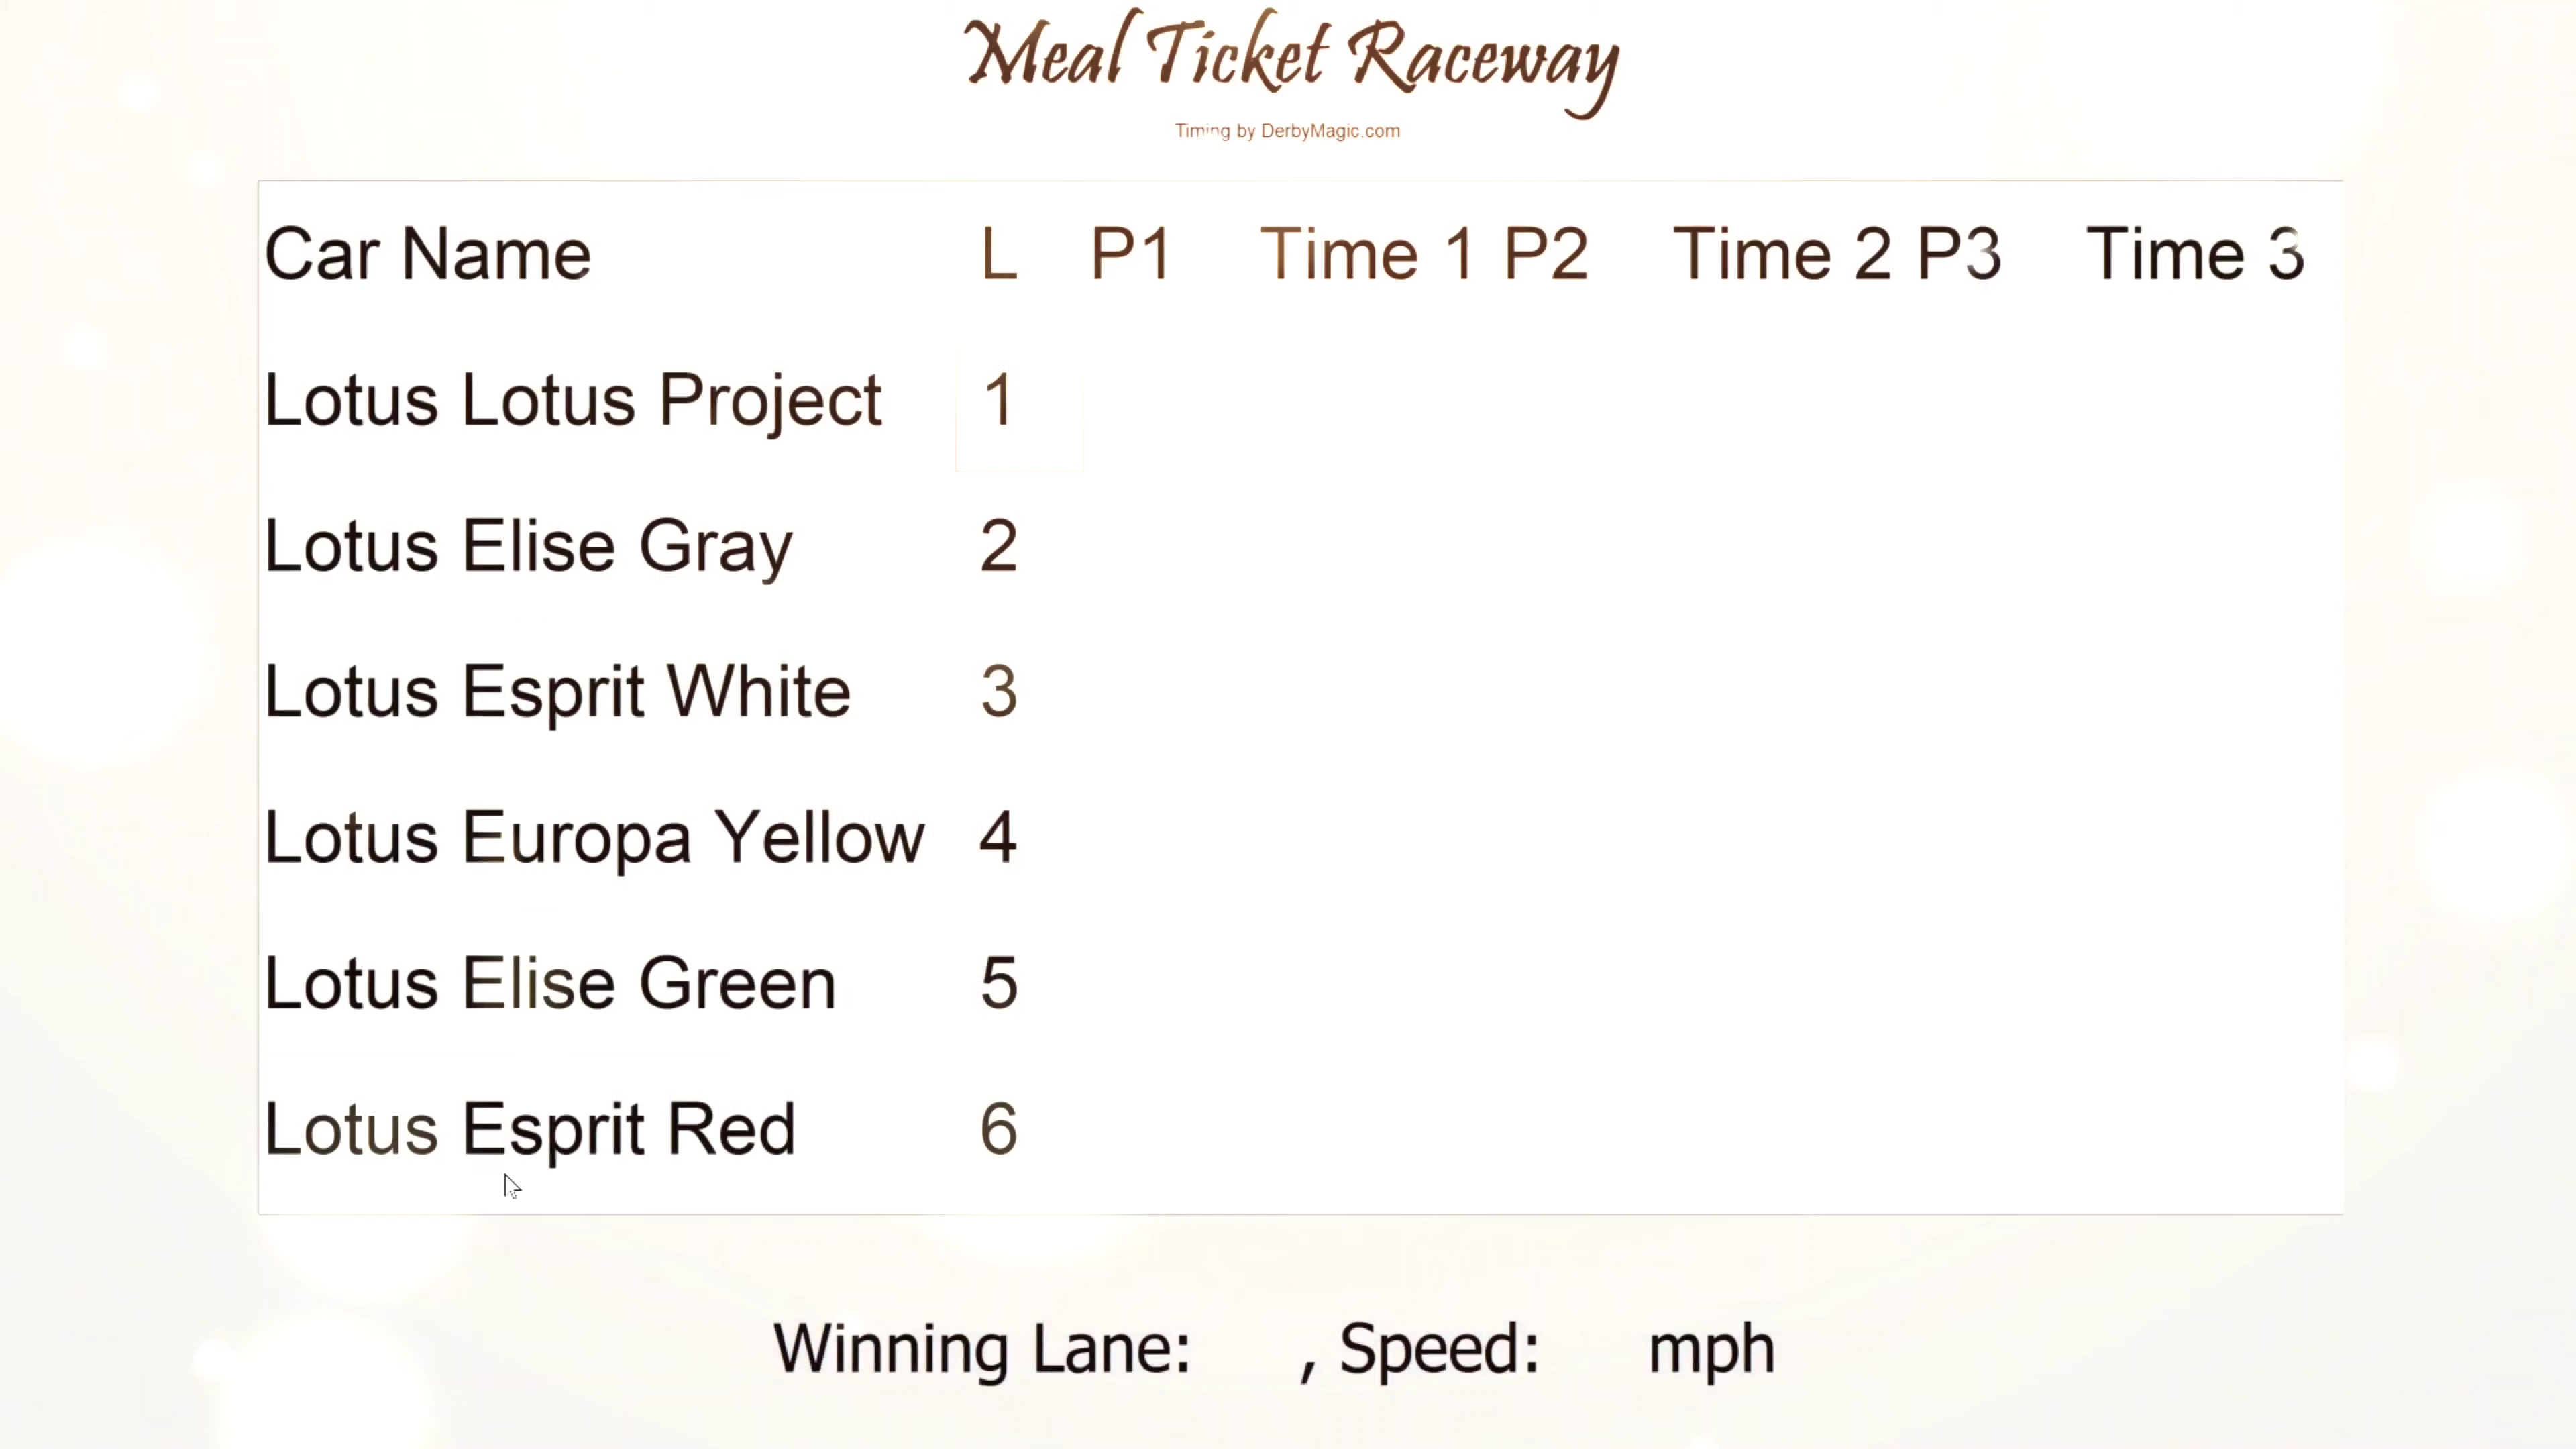 Meal Ticket Raceway
Timing by DerbyMagic.com
Car Name L P1 Time 1 P2 Time 2 P3 Time 3
Lotus Lotus Project 1
Lotus Elise Gray 2
Lotus Esprit White 3
Lotus Europa Yellow 4
Lotus Elise Green 5
Lotus Esprit Red 6
Winning Lane: , Speed: mph